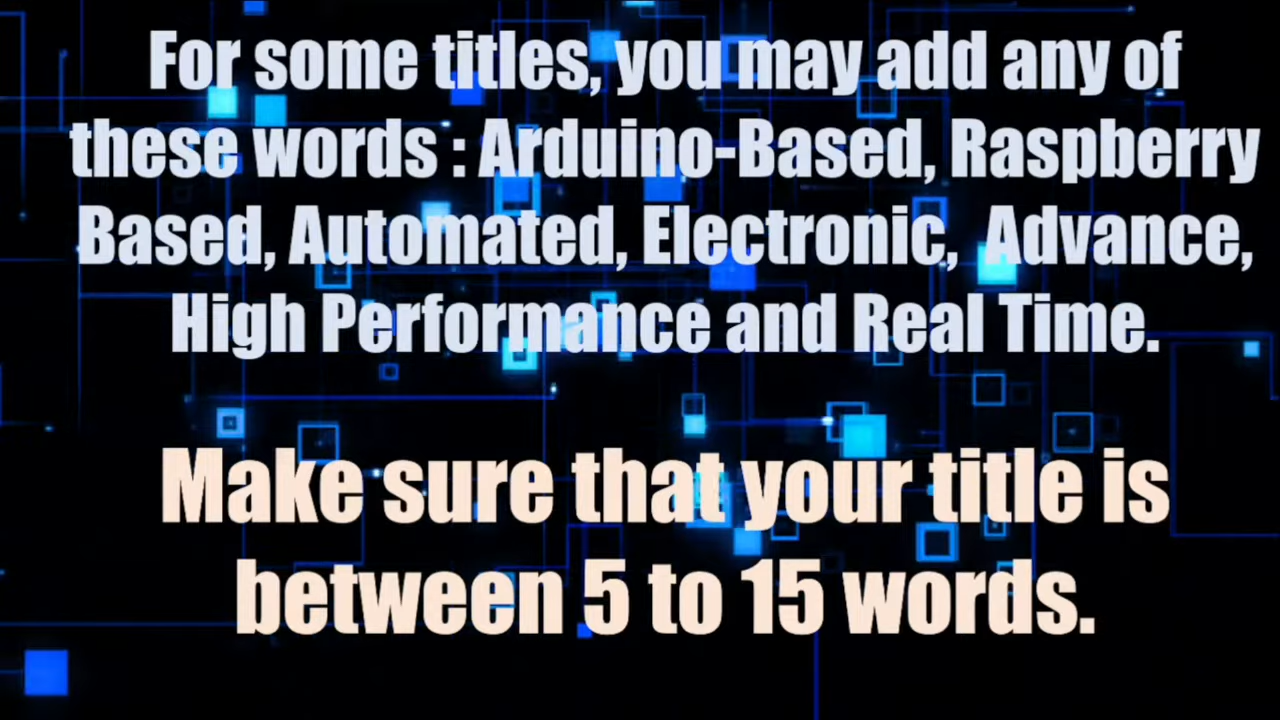 For some titles, you may add any of
these words : Arduino-Based, Raspberry
Based, Automated, Electronic,  Advance,
High Performance and Real Time.
Make sure that your title is
between 5 to 15 words.